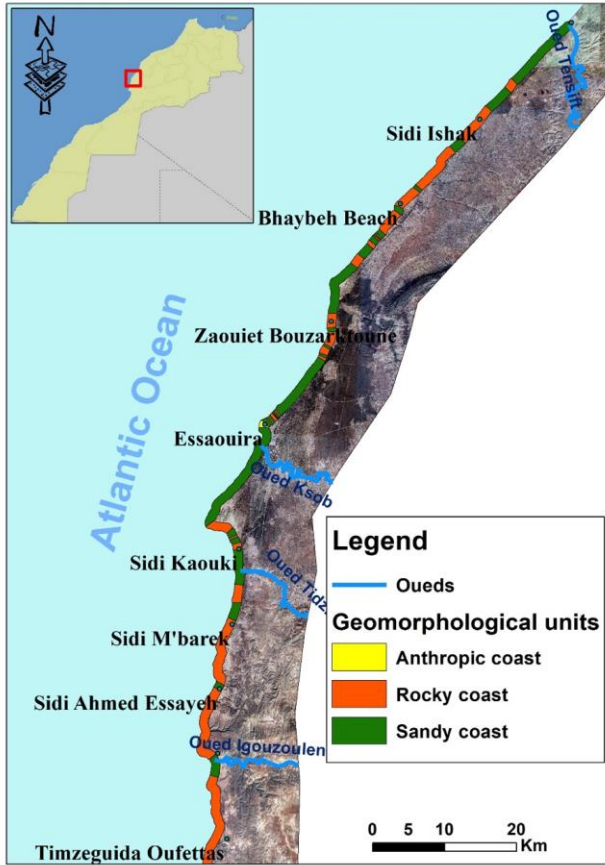 N
Oued Tensift
Sidi Ishak
Bhaybeh Beach
Zaouiet Bouzarktoune
Atlantic Ocean
Essaouira
Oued Ksob
Sidi Kaouki
Oued Tidz
Sidi M'barek
Sidi Ahmed Essayeh
Oued Igouzoulen
Timzeguida Oufettas
Legend
Oueds
Geomorphological units
Anthropic coast
Rocky coast
Sandy coast
0 5 10 20
Km